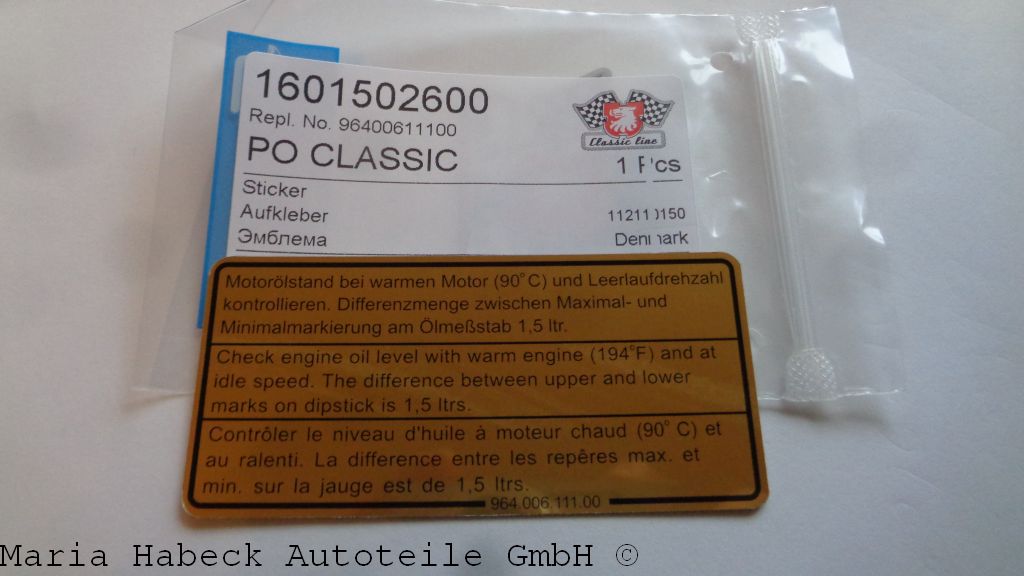 1601502600
Repl. No. 96400611100
PO CLASSIC
Classic line
1 Pcs
Sticker
Aufkleber
Эмблема
Denmark
Motorölstand bei warmen Motor (90°C) und Leerlaufdrehzahl
kontrollieren. Differenzmenge zwischen Maximal- und
Minimalmarkierung am Ölmeßstab 1,5 ltr.
Check engine oil level with warm engine (194°F) and at
idle speed. The difference between upper and lower
marks on dipstick is 1,5 ltrs.
Contrôler le niveau d'huile à moteur chaud (90° C) et
au ralenti. La difference entre les repêres max. et
min. sur la jauge est de 1,5 ltrs.
964.006.111.00
Maria Habeck Autoteile GmbH ©